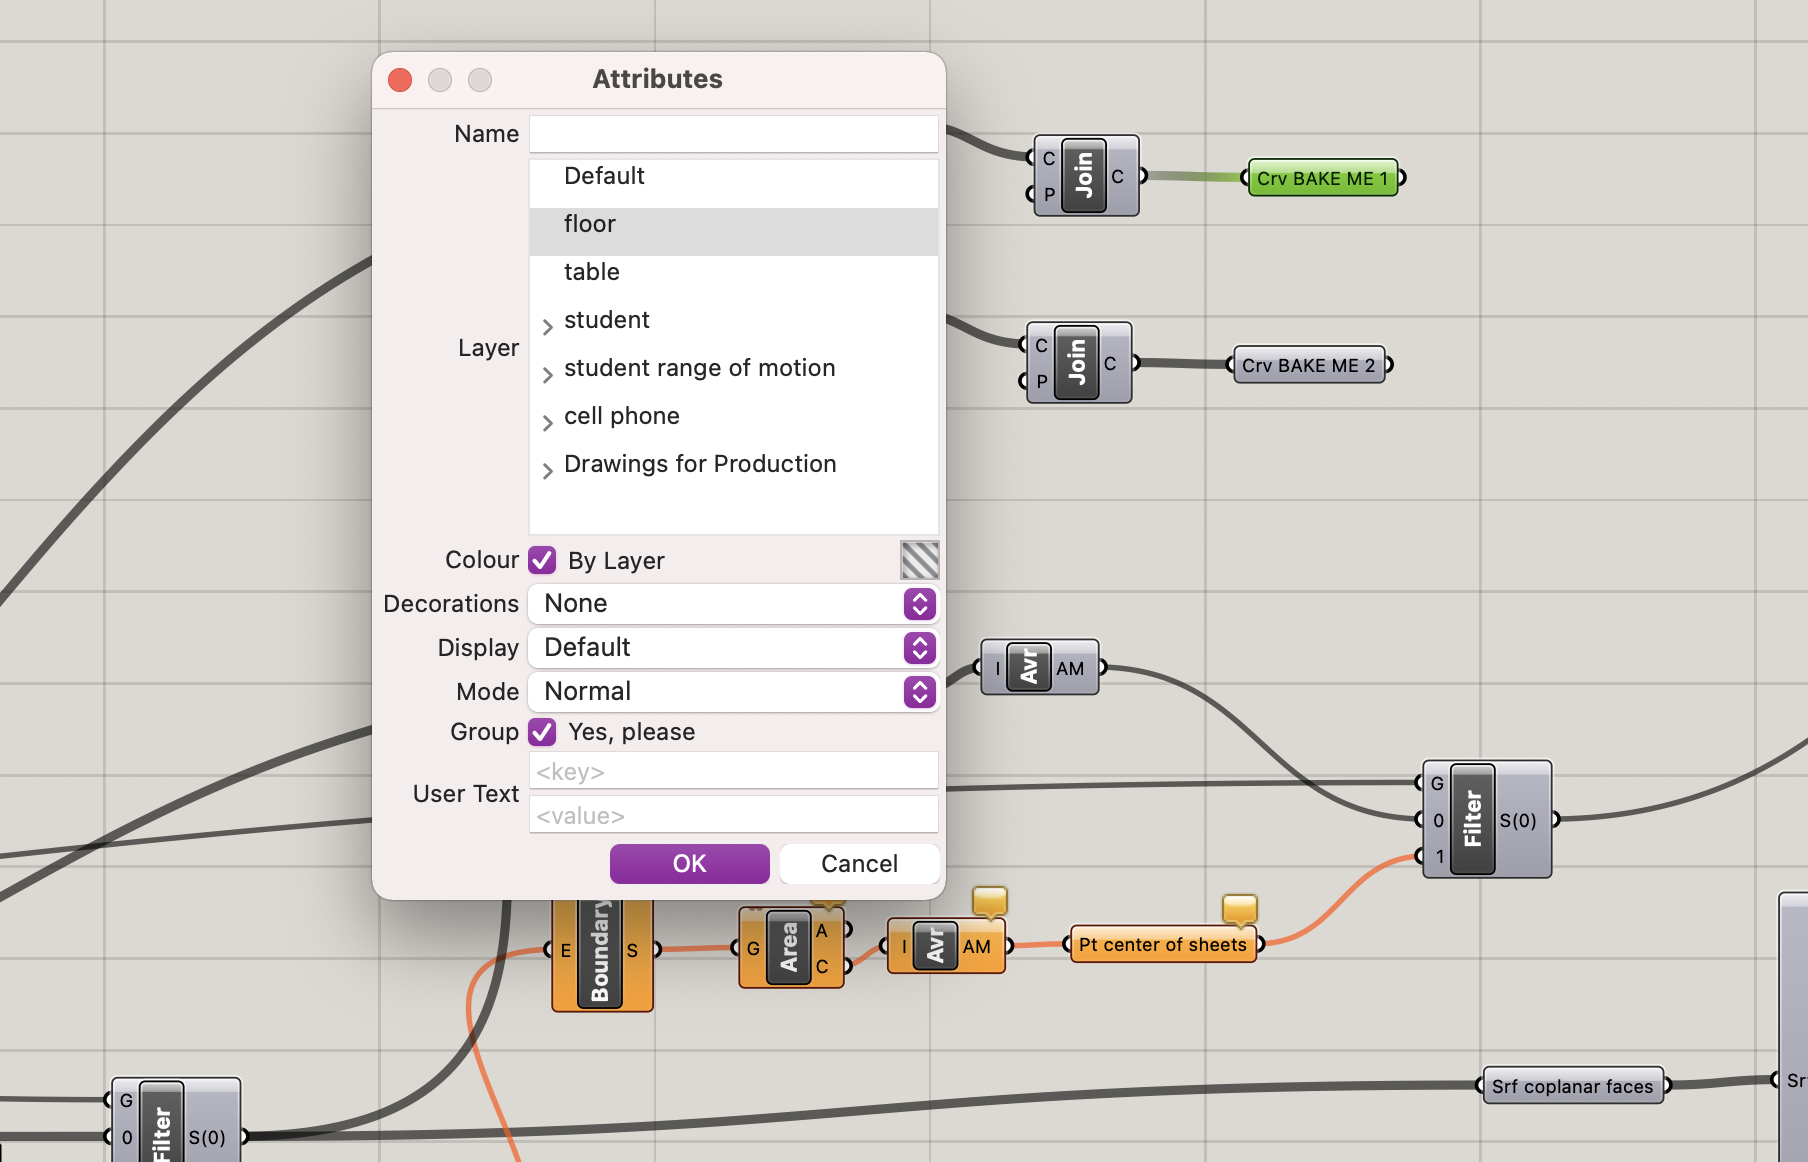 Attributes
Name
Default
floor
table
student
student range of motion
cell phone
Drawings for Production
Layer
Colour By Layer
Decorations None
Display Default
Mode Normal
Group Yes, please
User Text
<key>
<value>
OK Cancel
C
P
Join
C
Crv BAKE ME 1
C
P
Join
C
Crv BAKE ME 2
I
Avr
AM
G
0
1
Filter
S(0)
E
Boundary
S
G
Area
A
C
I
Avr
AM
Pt center of sheets
Srf coplanar faces
G
0
Filter
S(0)